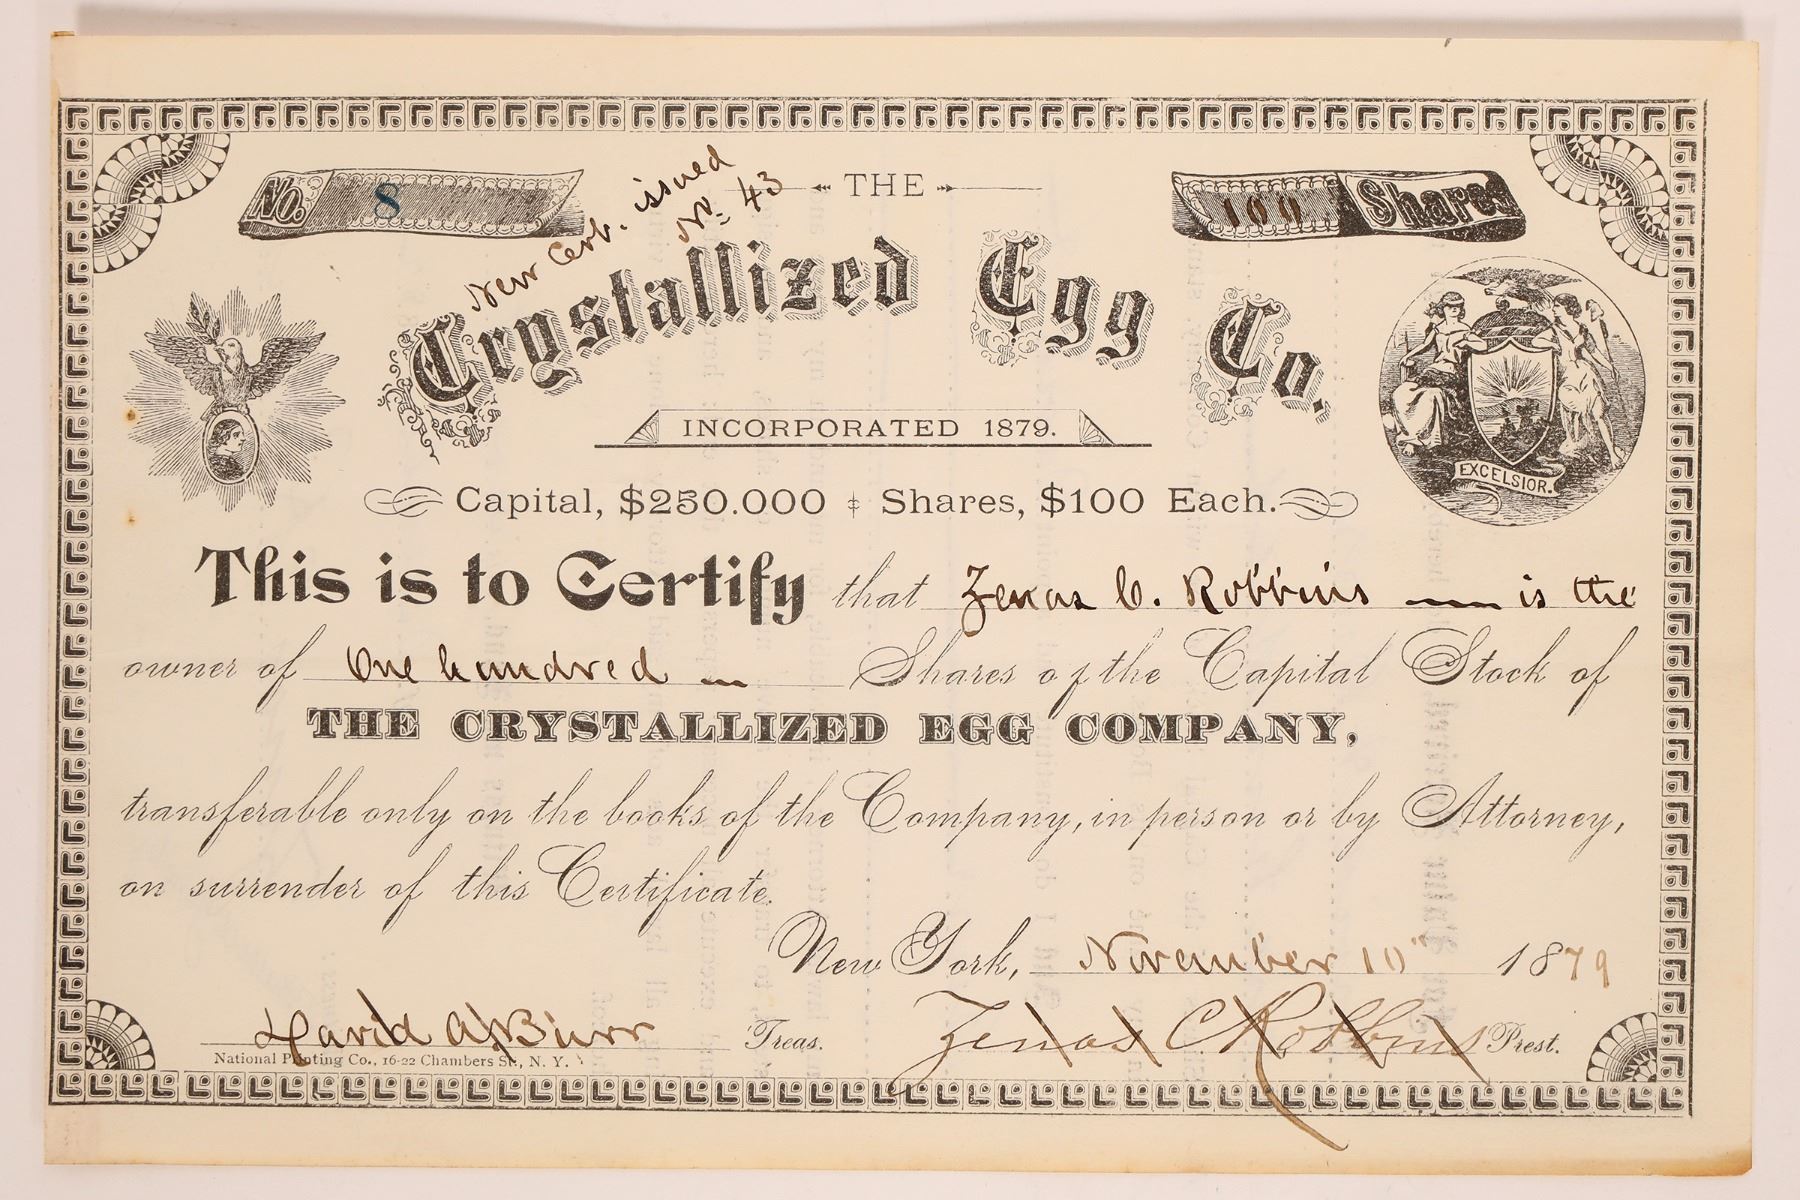 No. 8
New Cert. issued
No. 43
THE
100 Shares
Crystallized Egg Co.
INCORPORATED 1879.
EXCELSIOR.
Capital, $250.000 Shares, $100 Each.
This is to Certify that Zenas C. Robbins is the
owner of One hundred Shares of the Capital Stock of
THE CRYSTALLIZED EGG COMPANY,
transferable only on the books of the Company, in person or by Attorney,
on surrender of this Certificate.
New York, November 10" 1879
David A. Burr Treas. Zenas C. Robbins Prest.
National Printing Co., 16-22 Chambers St., N. Y.